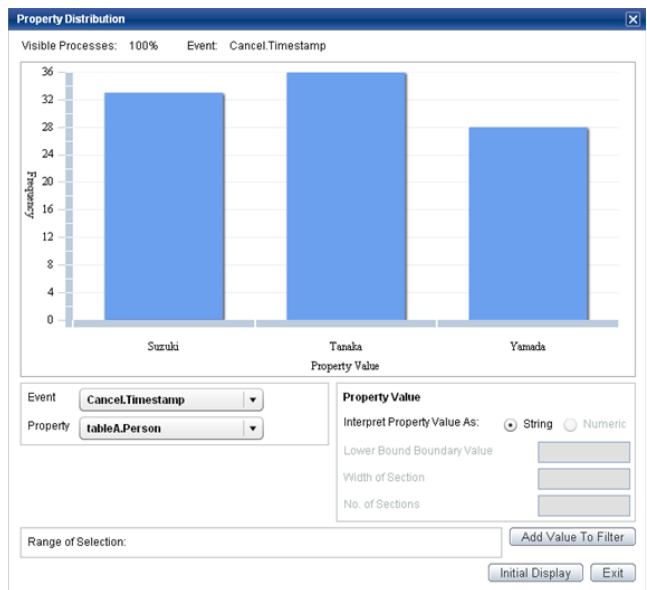 Property Distribution
Visible Processes: 100% Event: Cancel.Timestamp
36
32
28
24
20
16
12
8
4
0
Frequency
Suzuki Tanaka Yamada
Property Value
Event Cancel.Timestamp
Property tableA.Person
Property Value
Interpret Property Value As: String Numeric
Lower Bound Boundary Value
Width of Section
No. of Sections
Range of Selection:
Add Value To Filter
Initial Display Exit